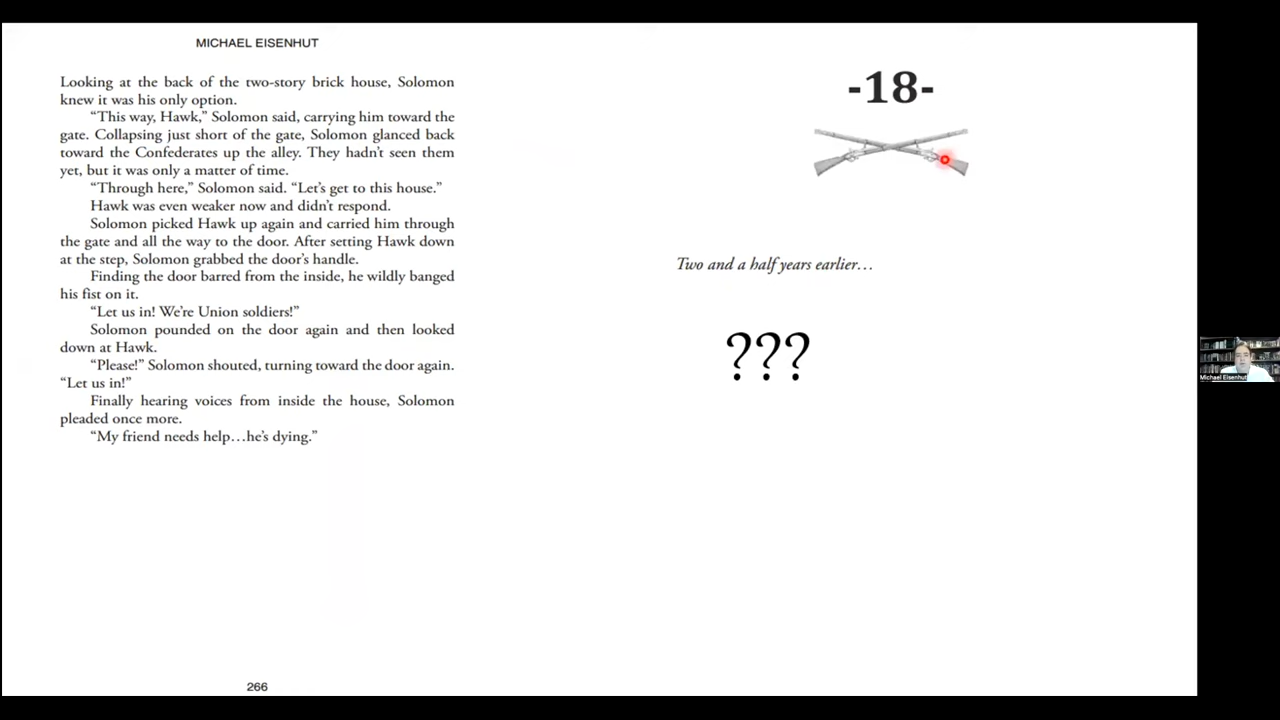 MICHAEL EISENHUT
Looking at the back of the two-story brick house, Solomon
knew it was his only option.
“This way, Hawk,” Solomon said, carrying him toward the
gate. Collapsing just short of the gate, Solomon glanced back
toward the Confederates up the alley. They hadn’t seen them
yet, but it was only a matter of time.
“Through here,” Solomon said. “Let’s get to this house.”
Hawk was even weaker now and didn’t respond.
Solomon picked Hawk up again and carried him through
the gate and all the way to the door. After setting Hawk down
at the step, Solomon grabbed the door’s handle.
Finding the door barred from the inside, he wildly banged
his fist on it.
“Let us in! We’re Union soldiers!”
Solomon pounded on the door again and then looked
down at Hawk.
“Please!” Solomon shouted, turning toward the door again.
“Let us in!”
Finally hearing voices from inside the house, Solomon
pleaded once more.
“My friend needs help…he’s dying.”
266
-18-
Two and a half years earlier…
???
Michael Eisenhut